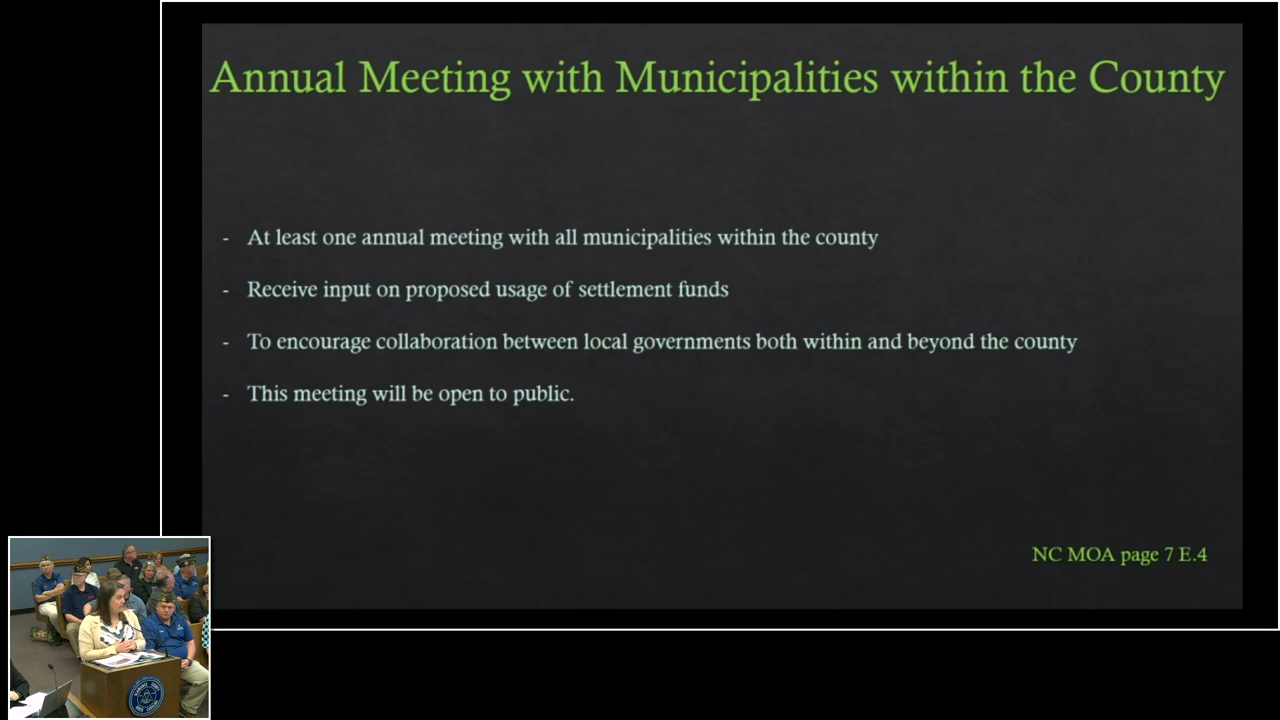 Annual Meeting with Municipalities within the County
- At least one annual meeting with all municipalities within the county
- Receive input on proposed usage of settlement funds
- To encourage collaboration between local governments both within and beyond the county
- This meeting will be open to public.
NC MOA page 7 E.4